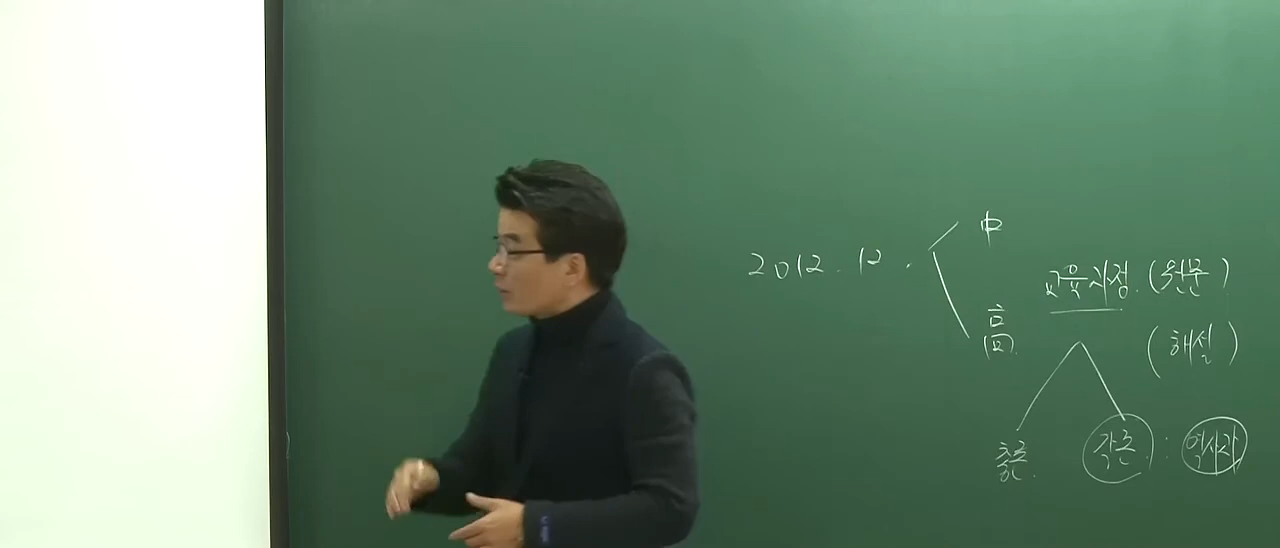 中
2012. 12.
교육과정. (원문)
高
(해설)
총론. 각론. : 역사과